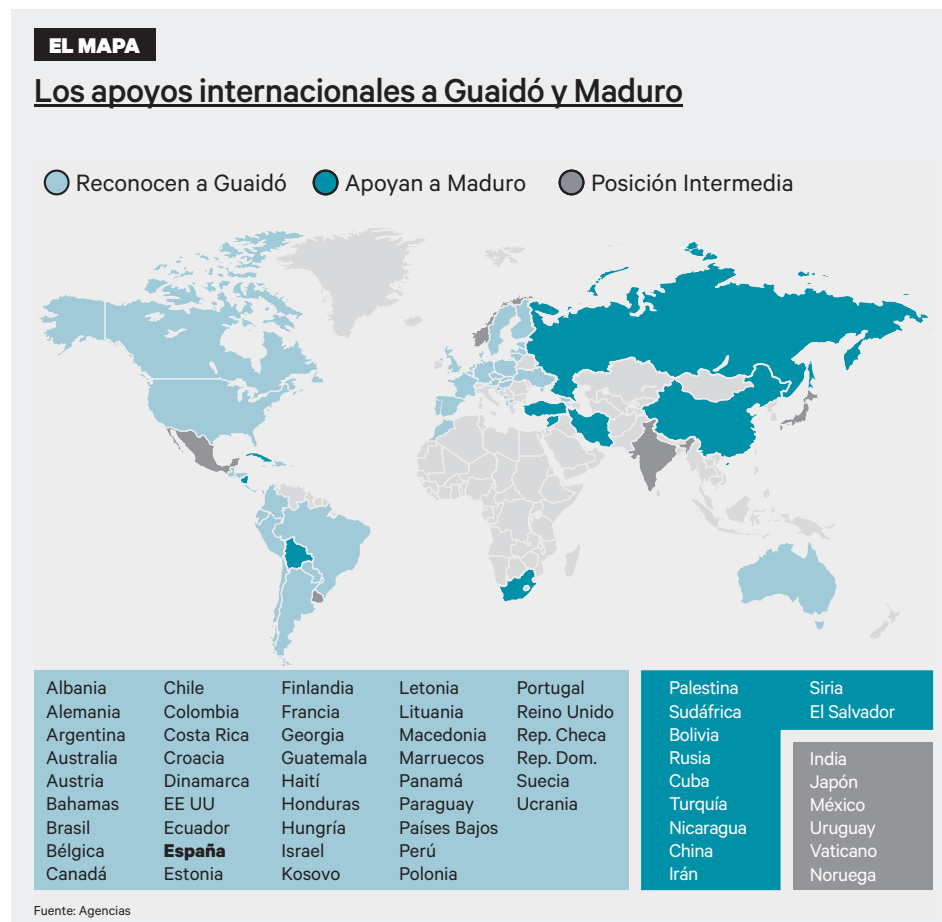 EL MAPA
Los apoyos internacionales a Guaidó y Maduro
Reconocen a Guaidó
Apoyan a Maduro
Posición Intermedia
Albania
Alemania
Argentina
Australia
Austria
Bahamas
Brasil
Bélgica
Canadá
Chile
Colombia
Costa Rica
Croacia
Dinamarca
EE UU
Ecuador
España
Estonia
Finlandia
Francia
Georgia
Guatemala
Haití
Honduras
Hungría
Israel
Kosovo
Letonia
Lituania
Macedonia
Marruecos
Panamá
Paraguay
Países Bajos
Perú
Polonia
Portugal
Reino Unido
Rep. Checa
Rep. Dom.
Suecia
Ucrania
Palestina
Sudáfrica
Bolivia
Rusia
Cuba
Turquía
Nicaragua
China
Irán
Siria
El Salvador
India
Japón
México
Uruguay
Vaticano
Noruega
Fuente: Agencias